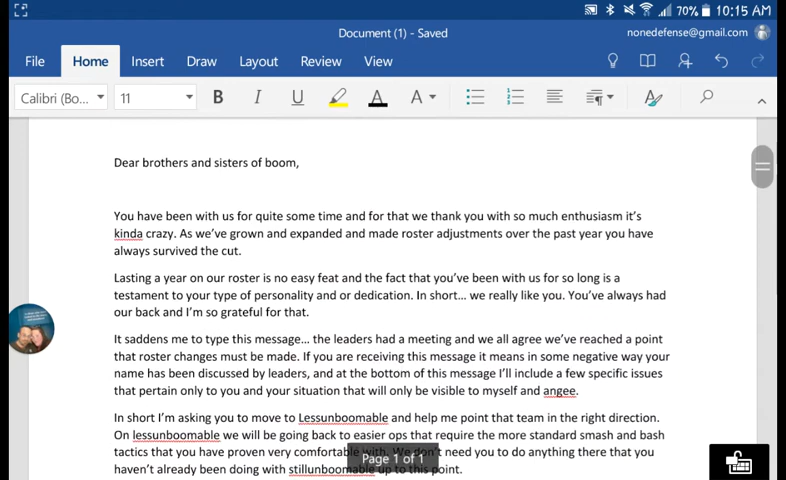 70% 10:15 AM
Document (1) - Saved
nonedefense@gmail.com
File Home Insert Draw Layout Review View
Calibri (Bo... 11 B I U A A
Dear brothers and sisters of boom,
You have been with us for quite some time and for that we thank you with so much enthusiasm it's
kinda crazy. As we've grown and expanded and made roster adjustments over the past year you have
always survived the cut.
Lasting a year on our roster is no easy feat and the fact that you've been with us for so long is a
testament to your type of personality and or dedication. In short... we really like you. You've always had
our back and I'm so grateful for that.
It saddens me to type this message... the leaders had a meeting and we all agree we've reached a point
that roster changes must be made. If you are receiving this message it means in some negative way your
name has been discussed by leaders, and at the bottom of this message I'll include a few specific issues
that pertain only to you and your situation that will only be visible to myself and angee.
In short I'm asking you to move to Lessunboomable and help me point that team in the right direction.
On lessunboomable we will be going back to easier ops that require the more standard smash and bash
tactics that you have proven very comfortable with. We don't need you to do anything there that you
haven't already been doing with stillunboomable up to this point.
Page 1 of 1